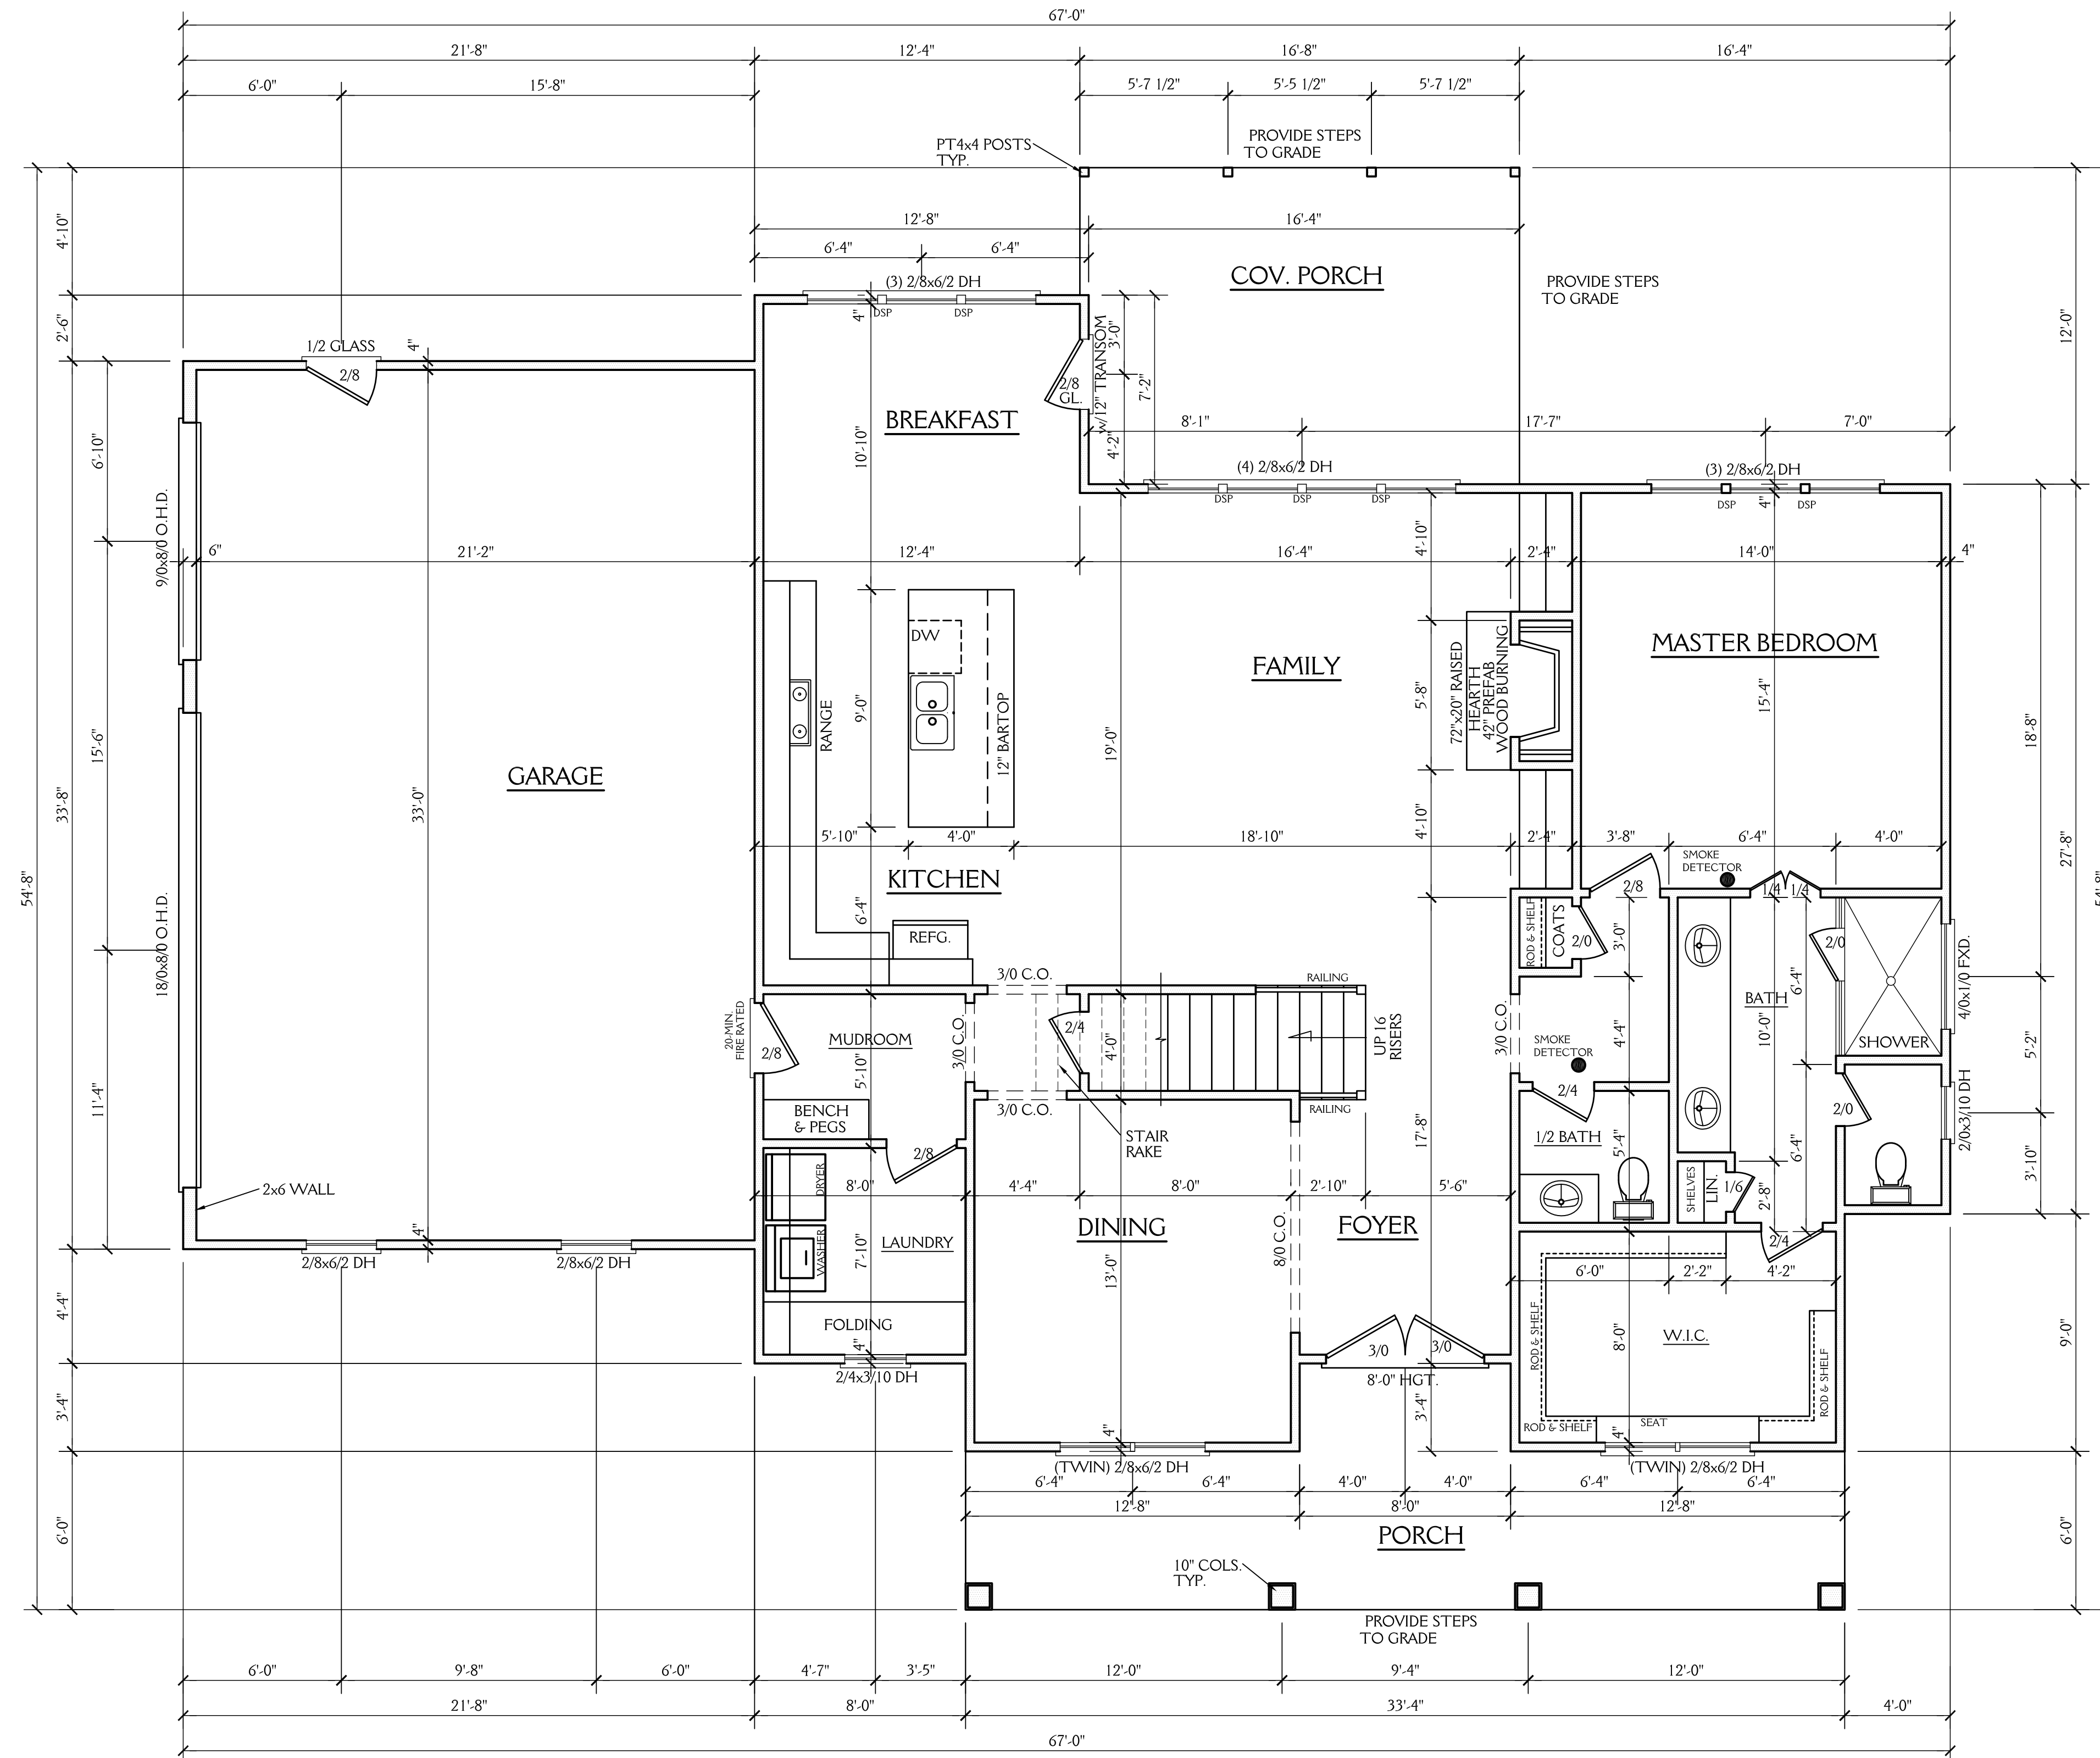 67'-0"
21'-8" 12'-4" 16'-8" 16'-4"
6'-0" 15'-8" 5'-7 1/2" 5'-5 1/2" 5'-7 1/2"
PT4x4 POSTS
TYP.
PROVIDE STEPS
TO GRADE
12'-8" 16'-4"
6'-4" 6'-4"
(3) 2/8x6/2 DH
DSP DSP
4"
COV. PORCH
PROVIDE STEPS
TO GRADE
4'-10"
2'-6"
33'-8"
4'-4"
3'-4"
6'-0"
54'-8"
6'-10"
15'-6"
11'-4"
9/0x8/0 O.H.D.
18/0x8/0 O.H.D.
1/2 GLASS
2/8
4"
BREAKFAST
2/8
GL.
w/12" TRANSOM
3'-0"
4'-2"
7'-2"
10'-10"
8'-1" 17'-7" 7'-0"
(4) 2/8x6/2 DH
DSP DSP DSP
(3) 2/8x6/2 DH
DSP DSP
4"
12'-0"
6" 21'-2" 12'-4" 16'-4" 2'-4" 14'-0" 4"
4'-10"
5'-8"
4'-10"
DW
RANGE
9'-0"
12" BARTOP
FAMILY
19'-0"
72"x20" RAISED
HEARTH
42" PREFAB
WOOD BURNING
MASTER BEDROOM
15'-4"
18'-8"
27'-8"
54'-8"
GARAGE
33'-0"
5'-10" 4'-0" 18'-10" 2'-4" 3'-8" 6'-4" 4'-0"
KITCHEN
6'-4"
REFG.
SMOKE
DETECTOR
2/8
1/4 1/4
ROD & SHELF
COATS
2/0
3'-0"
2/0
6'-4"
BATH
10'-0"
SHOWER
4/0x1/0 FXD.
5'-2"
3/0 C.O.
RAILING
20-MIN.
FIRE RATED
2/8
MUDROOM
5'-10"
3/0 C.O.
2/4
4'-0"
UP 16
RISERS
3/0 C.O.
4'-4"
SMOKE
DETECTOR
BENCH
& PEGS
3/0 C.O.
RAILING
STAIR
RAKE
17'-8"
2/4
1/2 BATH
5'-4"
2/0
6'-4"
2/0x3/10 DH
3'-10"
2/8
DRYER
2x6 WALL
8'-0" 4'-4" 8'-0" 2'-10" 5'-6"
SHELVES
LIN.
1/6
2'-8"
DINING
FOYER
8/0 C.O.
WASHER
LAUNDRY
7'-10"
4"
2/8x6/2 DH 2/8x6/2 DH
13'-0"
2/4
6'-0" 2'-2" 4'-2"
FOLDING
4"
2/4x3/10 DH
3/0 3/0
8'-0" HGT.
3'-4"
ROD & SHELF
8'-0"
W.I.C.
ROD & SHELF
9'-0"
ROD & SHELF
SEAT
4"
4"
(TWIN) 2/8x6/2 DH
(TWIN) 2/8x6/2 DH
6'-4" 6'-4" 4'-0" 4'-0" 6'-4" 6'-4"
12'-8" 8'-0" 12'-8"
PORCH
6'-0"
10" COLS.
TYP.
PROVIDE STEPS
TO GRADE
6'-0" 9'-8" 6'-0" 4'-7" 3'-5" 12'-0" 9'-4" 12'-0"
21'-8" 8'-0" 33'-4" 4'-0"
67'-0"